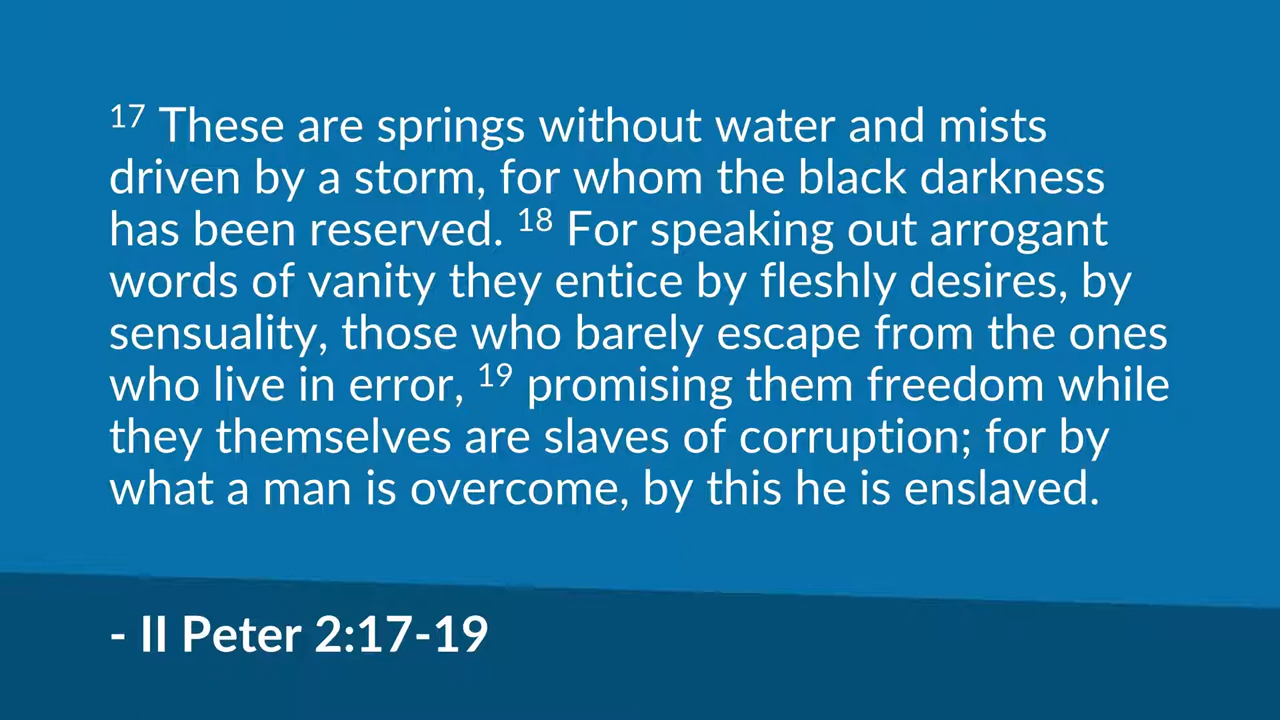 17 These are springs without water and mists
driven by a storm, for whom the black darkness
has been reserved. 18 For speaking out arrogant
words of vanity they entice by fleshly desires, by
sensuality, those who barely escape from the ones
who live in error, 19 promising them freedom while
they themselves are slaves of corruption; for by
what a man is overcome, by this he is enslaved.
- II Peter 2:17-19